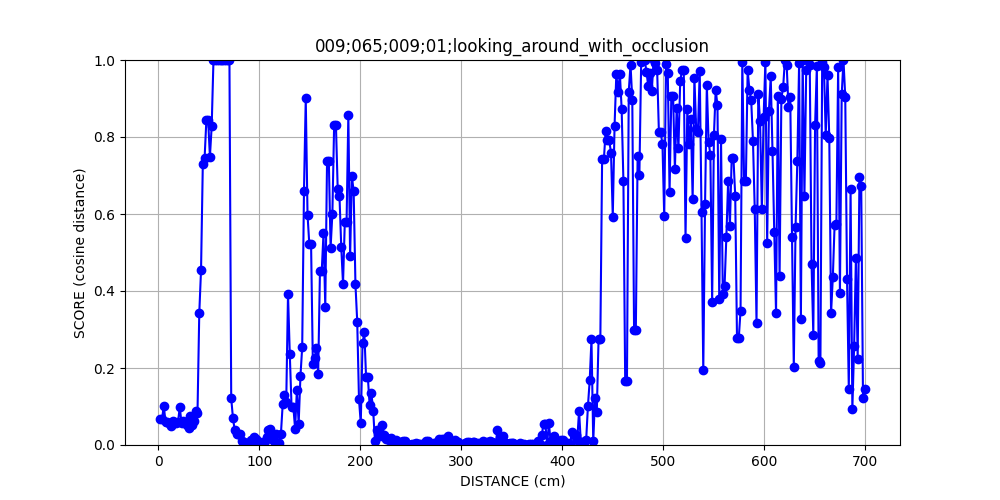 009;065;009;01;looking_around_with_occlusion
1.0
0.8
0.6
0.4
0.2
0.0
SCORE (cosine distance)
0 100 200 300 400 500 600 700
DISTANCE (cm)